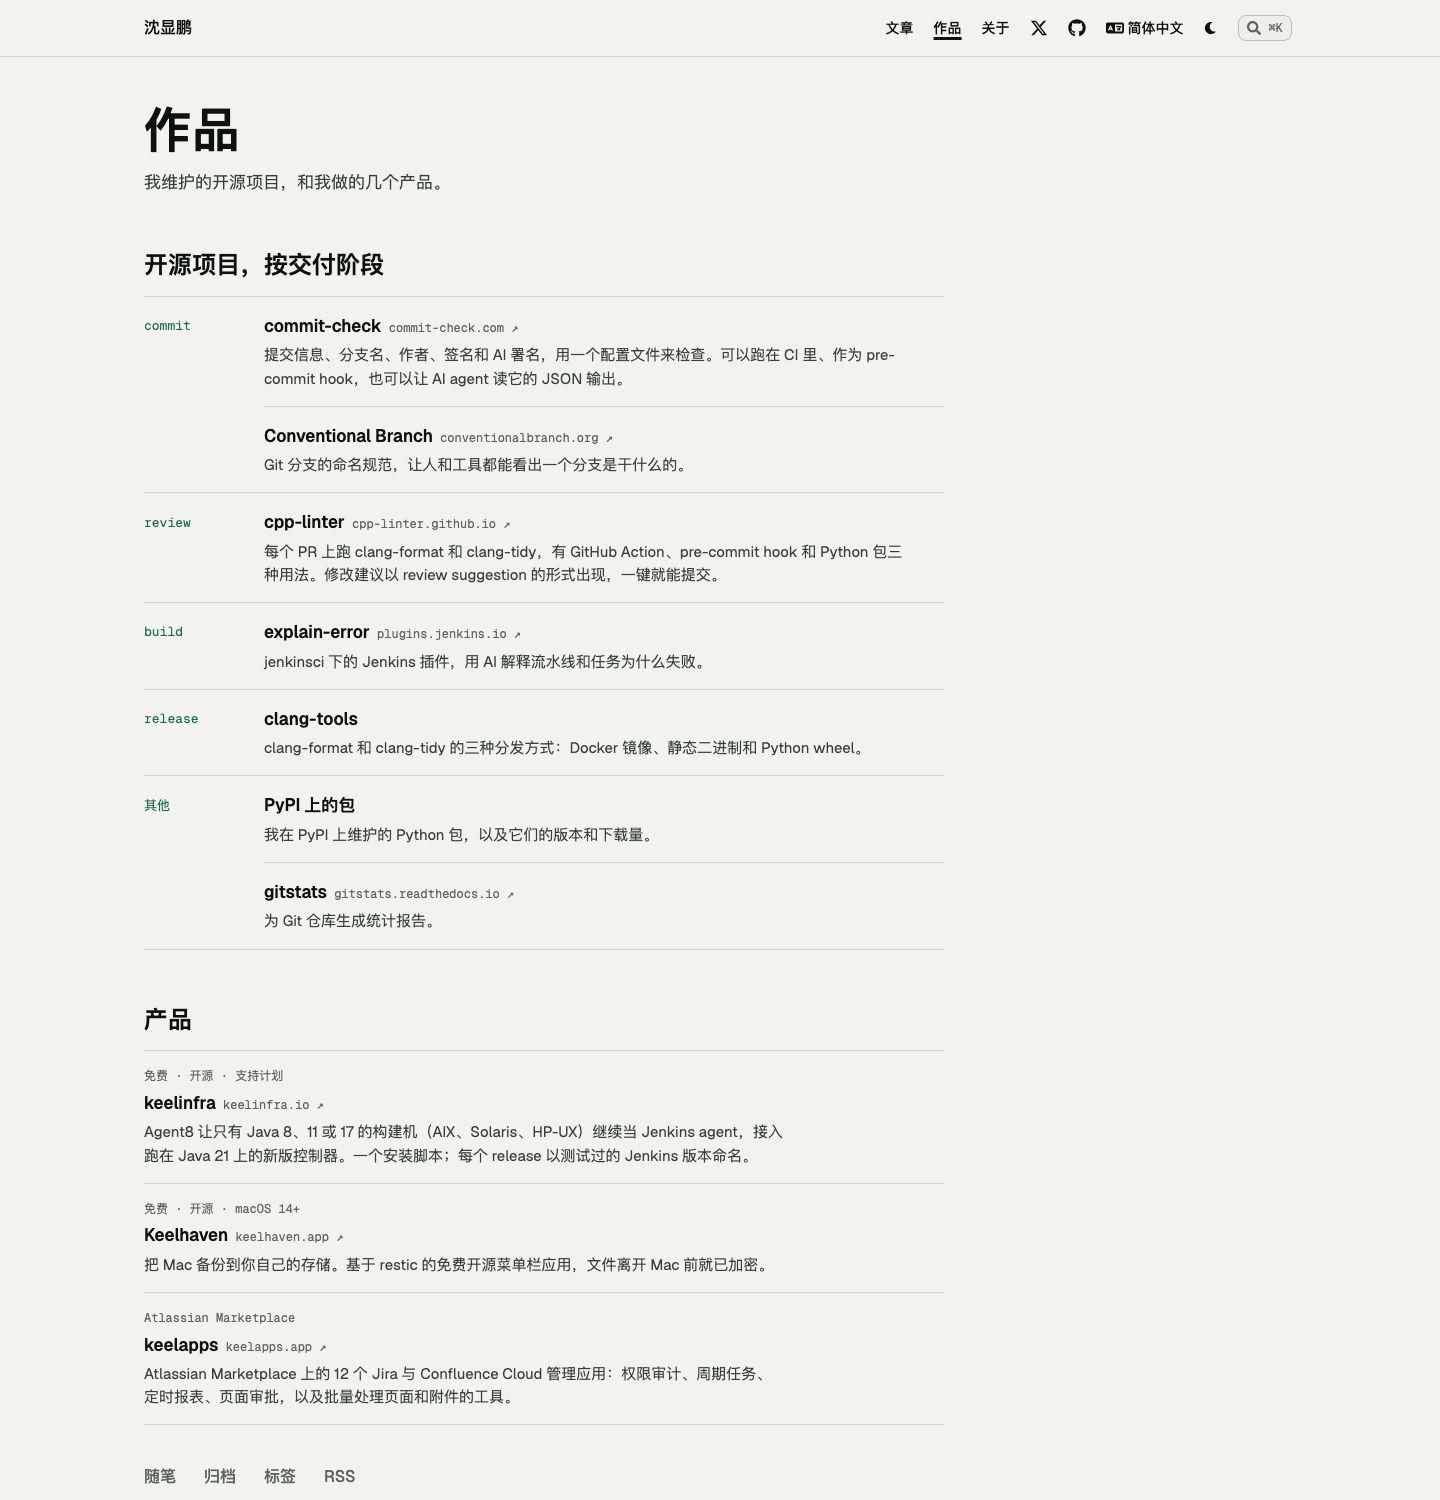 沈显鹏
文章 作品 关于 简体中文 ⌘K
作品
我维护的开源项目，和我做的几个产品。
开源项目，按交付阶段
commit
commit-check commit-check.com ↗
提交信息、分支名、作者、签名和 AI 署名，用一个配置文件来检查。可以跑在 CI 里、作为 pre-
commit hook，也可以让 AI agent 读它的 JSON 输出。
Conventional Branch conventionalbranch.org ↗
Git 分支的命名规范，让人和工具都能看出一个分支是干什么的。
review
cpp-linter cpp-linter.github.io ↗
每个 PR 上跑 clang-format 和 clang-tidy，有 GitHub Action、pre-commit hook 和 Python 包三
种用法。修改建议以 review suggestion 的形式出现，一键就能提交。
build
explain-error plugins.jenkins.io ↗
jenkinsci 下的 Jenkins 插件，用 AI 解释流水线和任务为什么失败。
release
clang-tools
clang-format 和 clang-tidy 的三种分发方式：Docker 镜像、静态二进制和 Python wheel。
其他
PyPI 上的包
我在 PyPI 上维护的 Python 包，以及它们的版本和下载量。
gitstats gitstats.readthedocs.io ↗
为 Git 仓库生成统计报告。
产品
免费 · 开源 · 支持计划
keelinfra keelinfra.io ↗
Agent8 让只有 Java 8、11 或 17 的构建机（AIX、Solaris、HP-UX）继续当 Jenkins agent，接入
跑在 Java 21 上的新版控制器。一个安装脚本；每个 release 以测试过的 Jenkins 版本命名。
免费 · 开源 · macOS 14+
Keelhaven keelhaven.app ↗
把 Mac 备份到你自己的存储。基于 restic 的免费开源菜单栏应用，文件离开 Mac 前就已加密。
Atlassian Marketplace
keelapps keelapps.app ↗
Atlassian Marketplace 上的 12 个 Jira 与 Confluence Cloud 管理应用：权限审计、周期任务、
定时报表、页面审批，以及批量处理页面和附件的工具。
随笔 归档 标签 RSS